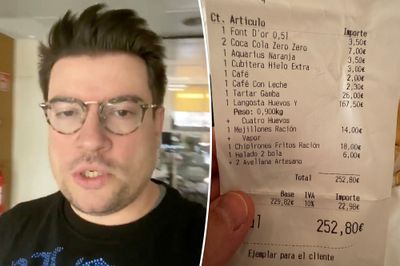 Ct. Artículo Importe
1 Font D'or 0,5l 3,50€
2 Coca Cola Zero Zero 7,00€
1 Aquarius Naranja 3,50€
1 Cubitera Hielo Extra 3,00€
1 Café 2,00€
1 Café Con Leche 2,30€
1 Tartar Gamba 26,00€
1 Langosta Huevos Y 167,50€
Peso: 0,900kg
+ Cuatro Huevos
1 Mejillones Ración 14,00€
+ Vapor
1 Chipirones Fritos Ración 18,00€
1 Helado 2 bola 6,00€
+ 2 Avellana Artesano
Total 252,80€
Base IVA Importe
229,82€ 10% 22,98€
252,80€
Ejemplar para el cliente